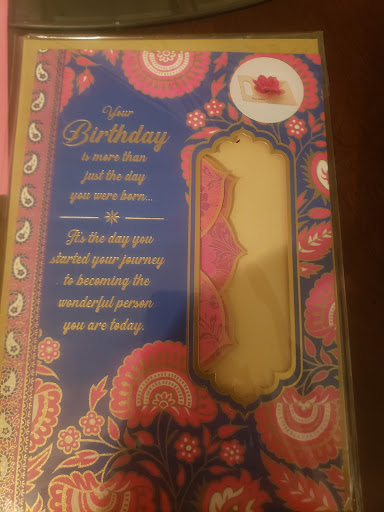 Your
Birthday
is more than
just the day
you were born...
It's the day you
started your journey
to becoming the
wonderful person
you are today.